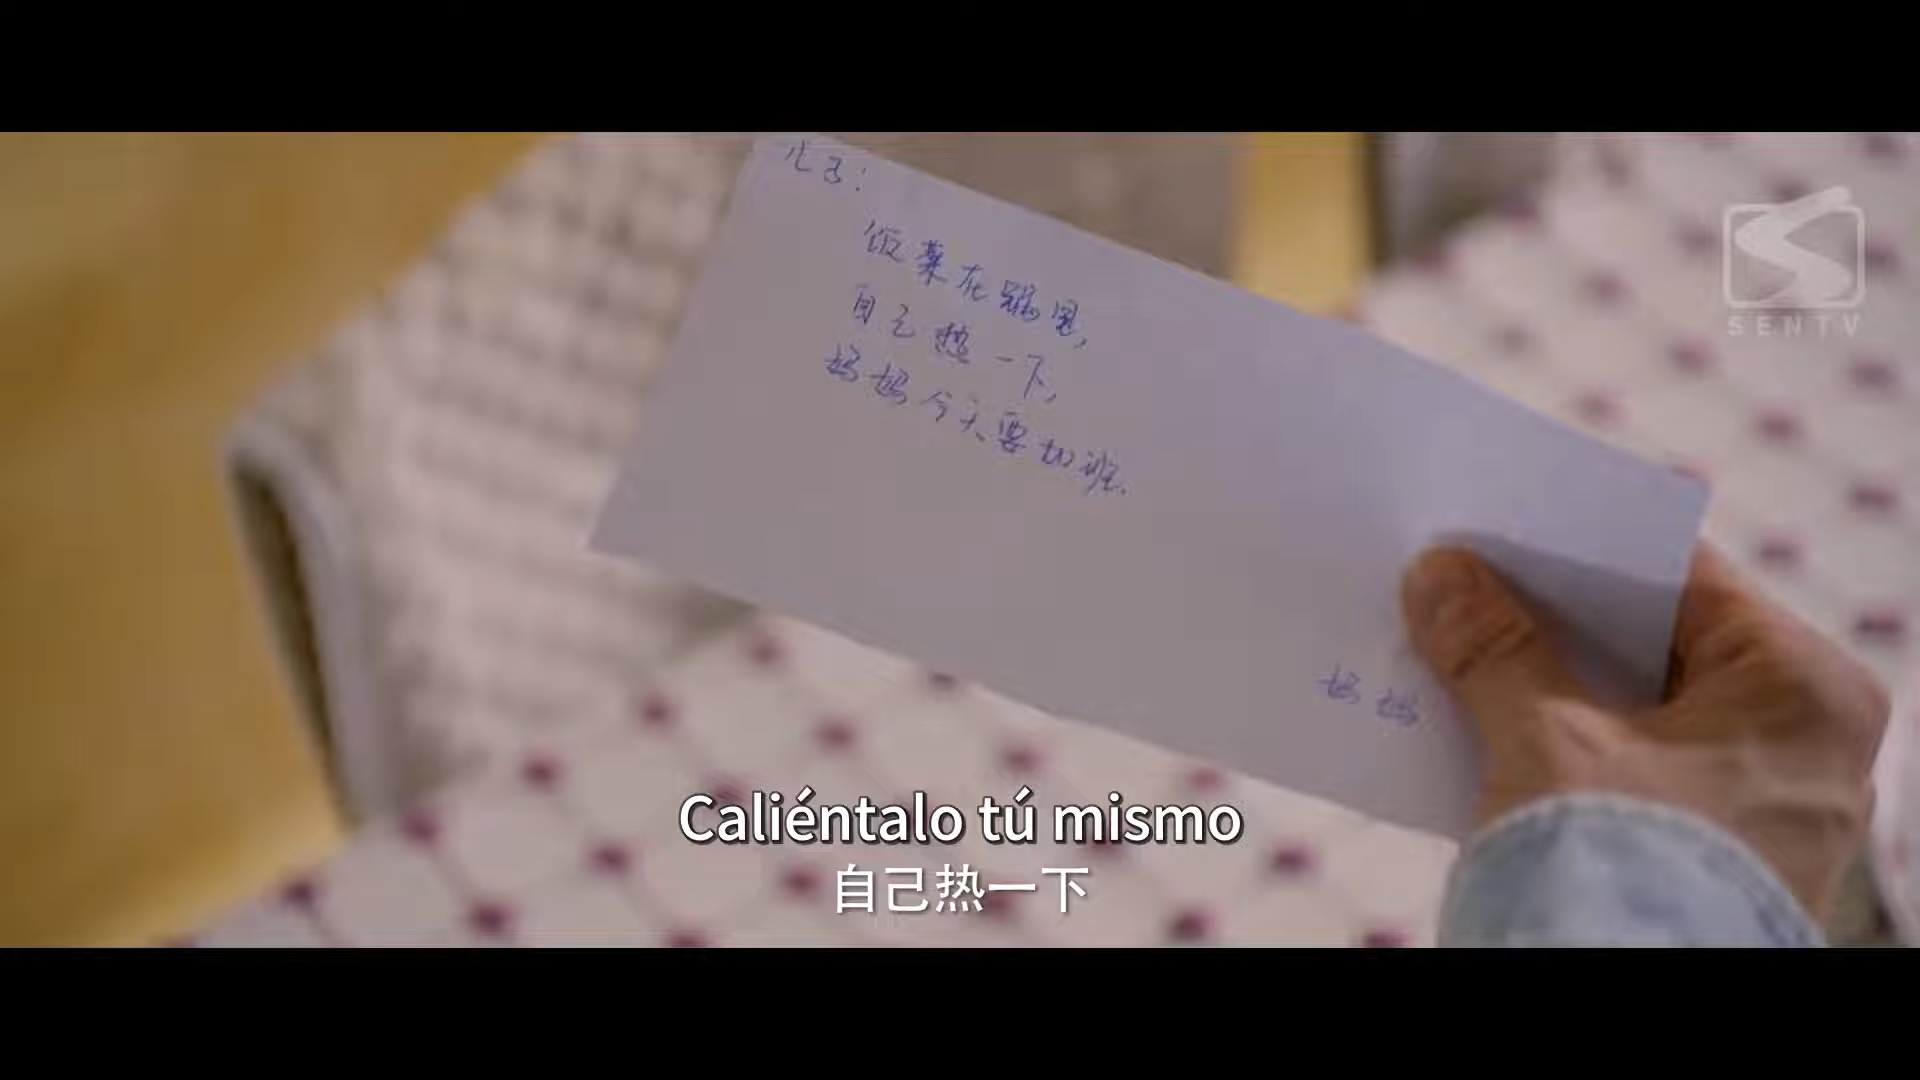 儿子:
饭菜在锅里,
自己热一下,
妈妈今天要加班.
妈妈
SENTV
Caliéntalo tú mismo
自己热一下